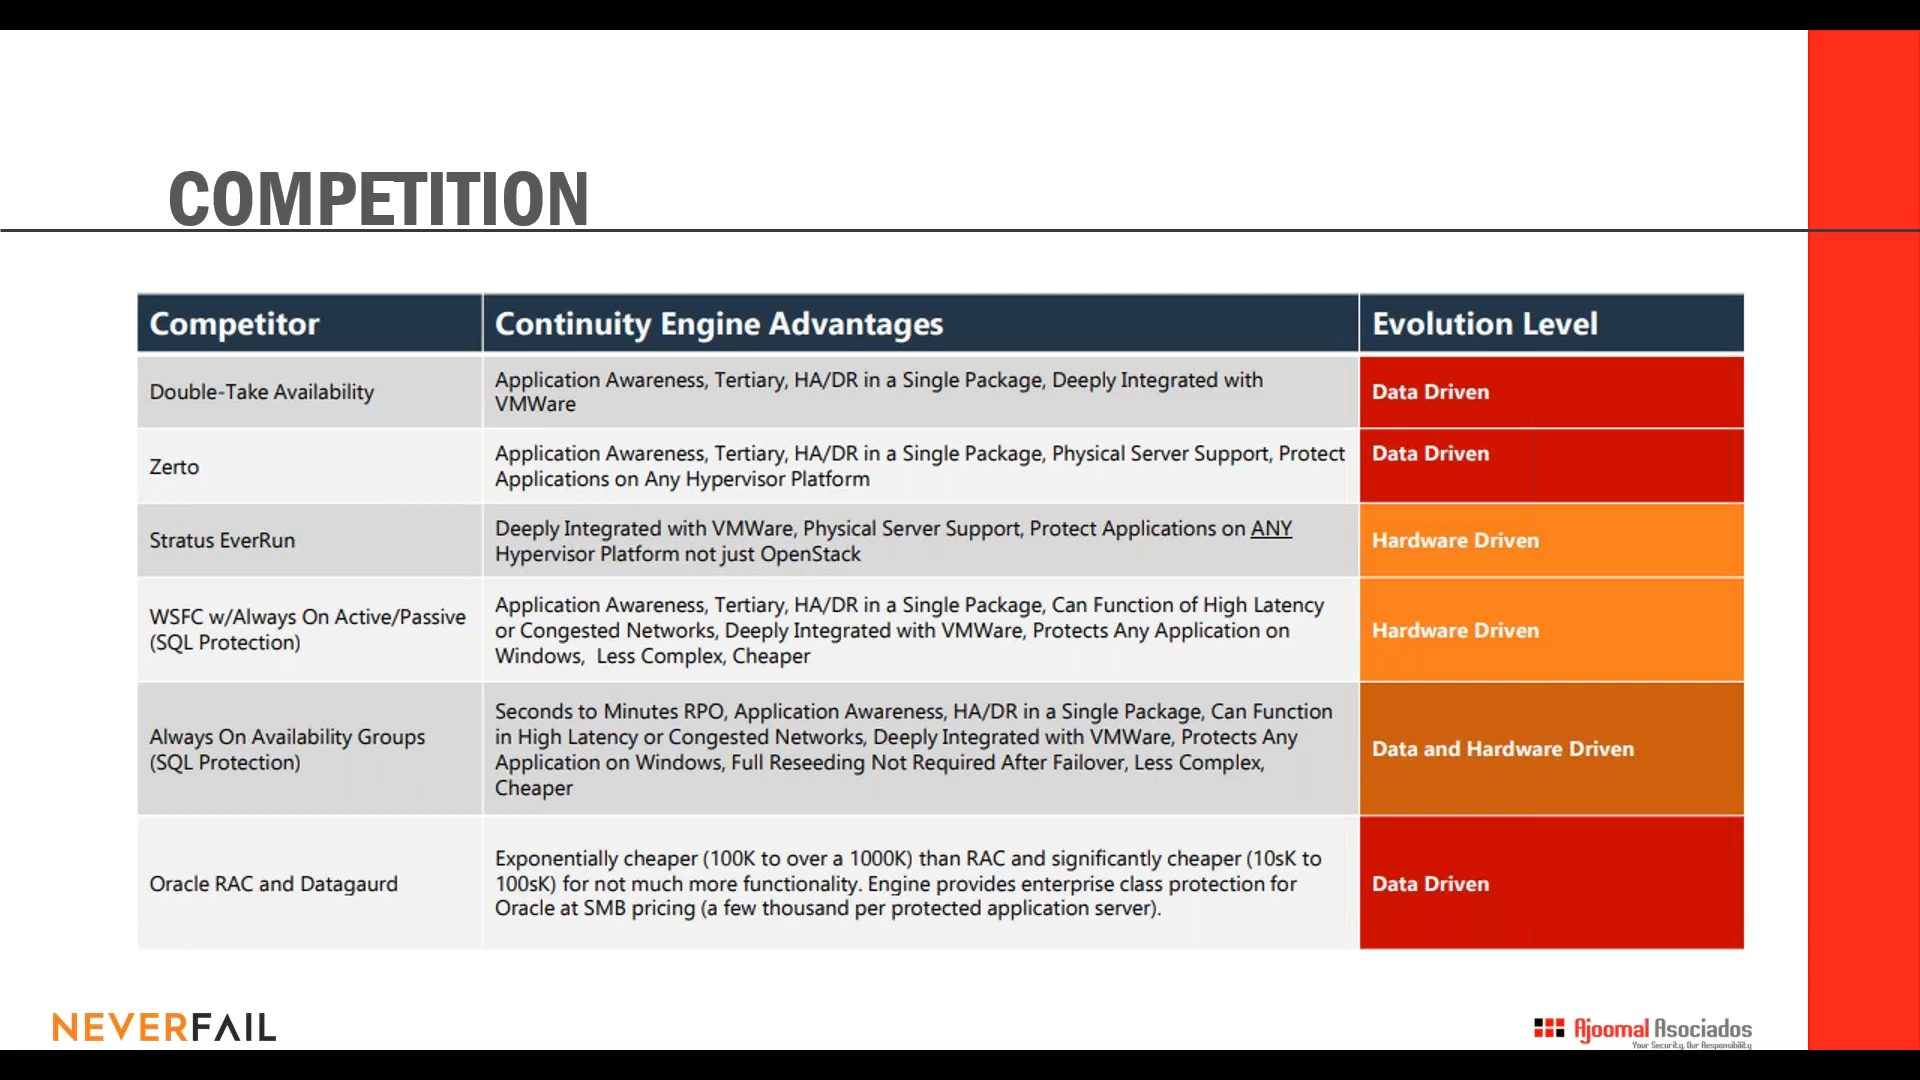 COMPETITION
Competitor
Continuity Engine Advantages
Evolution Level
Double-Take Availability
Application Awareness, Tertiary, HA/DR in a Single Package, Deeply Integrated with
VMWare
Data Driven
Zerto
Application Awareness, Tertiary, HA/DR in a Single Package, Physical Server Support, Protect
Applications on Any Hypervisor Platform
Data Driven
Stratus EverRun
Deeply Integrated with VMWare, Physical Server Support, Protect Applications on ANY
Hypervisor Platform not just OpenStack
Hardware Driven
WSFC w/Always On Active/Passive
(SQL Protection)
Application Awareness, Tertiary, HA/DR in a Single Package, Can Function of High Latency
or Congested Networks, Deeply Integrated with VMWare, Protects Any Application on
Windows,  Less Complex, Cheaper
Hardware Driven
Always On Availability Groups
(SQL Protection)
Seconds to Minutes RPO, Application Awareness, HA/DR in a Single Package, Can Function
in High Latency or Congested Networks, Deeply Integrated with VMWare, Protects Any
Application on Windows, Full Reseeding Not Required After Failover, Less Complex,
Cheaper
Data and Hardware Driven
Oracle RAC and Datagaurd
Exponentially cheaper (100K to over a 1000K) than RAC and significantly cheaper (10sK to
100sK) for not much more functionality. Engine provides enterprise class protection for
Oracle at SMB pricing (a few thousand per protected application server).
Data Driven
NEVERFAIL
Ajoomal Asociados
Your Security, Our Responsibility